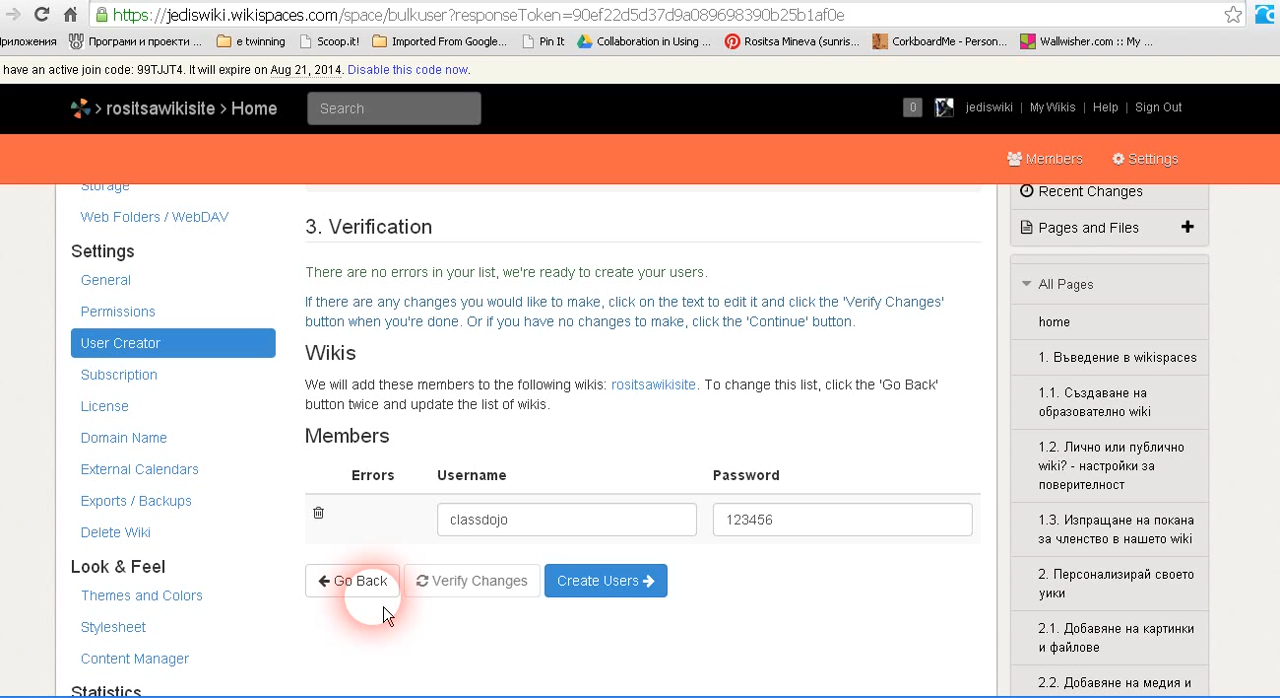 https://jediswiki.wikispaces.com/space/bulkuser?responseToken=90ef22d5d37d9a089698390b25b1af0e
Програми и проекти ... e twinning Scoop.it! Imported From Google... Pin It Collaboration in Using ... Rositsa Mineva (sunris... CorkboardMe - Person... Wallwisher.com :: My ...
have an active join code: 99TJJT4. It will expire on Aug 21, 2014. Disable this code now.
> rositsawikisite > Home
Search
0 jediswiki | My Wikis | Help | Sign Out
Members Settings
Storage
Web Folders / WebDAV
Settings
General
Permissions
User Creator
Subscription
License
Domain Name
External Calendars
Exports / Backups
Delete Wiki
Look & Feel
Themes and Colors
Stylesheet
Content Manager
Statistics
3. Verification
There are no errors in your list, we're ready to create your users.
If there are any changes you would like to make, click on the text to edit it and click the 'Verify Changes'
button when you're done. Or if you have no changes to make, click the 'Continue' button.
Wikis
We will add these members to the following wikis: rositsawikisite. To change this list, click the 'Go Back'
button twice and update the list of wikis.
Members
Errors Username Password
classdojo 123456
Go Back Verify Changes Create Users
Recent Changes
Pages and Files
All Pages
home
1. Въведение в wikispaces
1.1. Създаване на
образователно wiki
1.2. Лично или публично
wiki? - настройки за
поверителност
1.3. Изпращане на покана
за членство в нашето wiki
2. Персонализирай своето
уики
2.1. Добавяне на картинки
и файлове
2.2. Добавяне на медия и